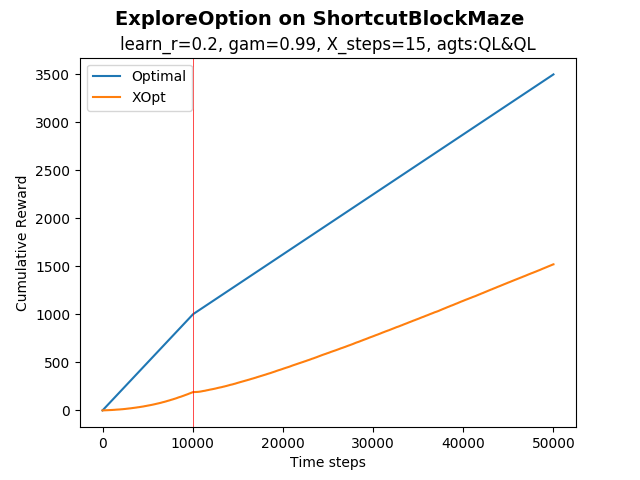 ExploreOption on ShortcutBlockMaze
learn_r=0.2, gam=0.99, X_steps=15, agts:QL&QL
Optimal
XOpt
3500
3000
2500
2000
1500
1000
500
0
Cumulative Reward
0 10000 20000 30000 40000 50000
Time steps